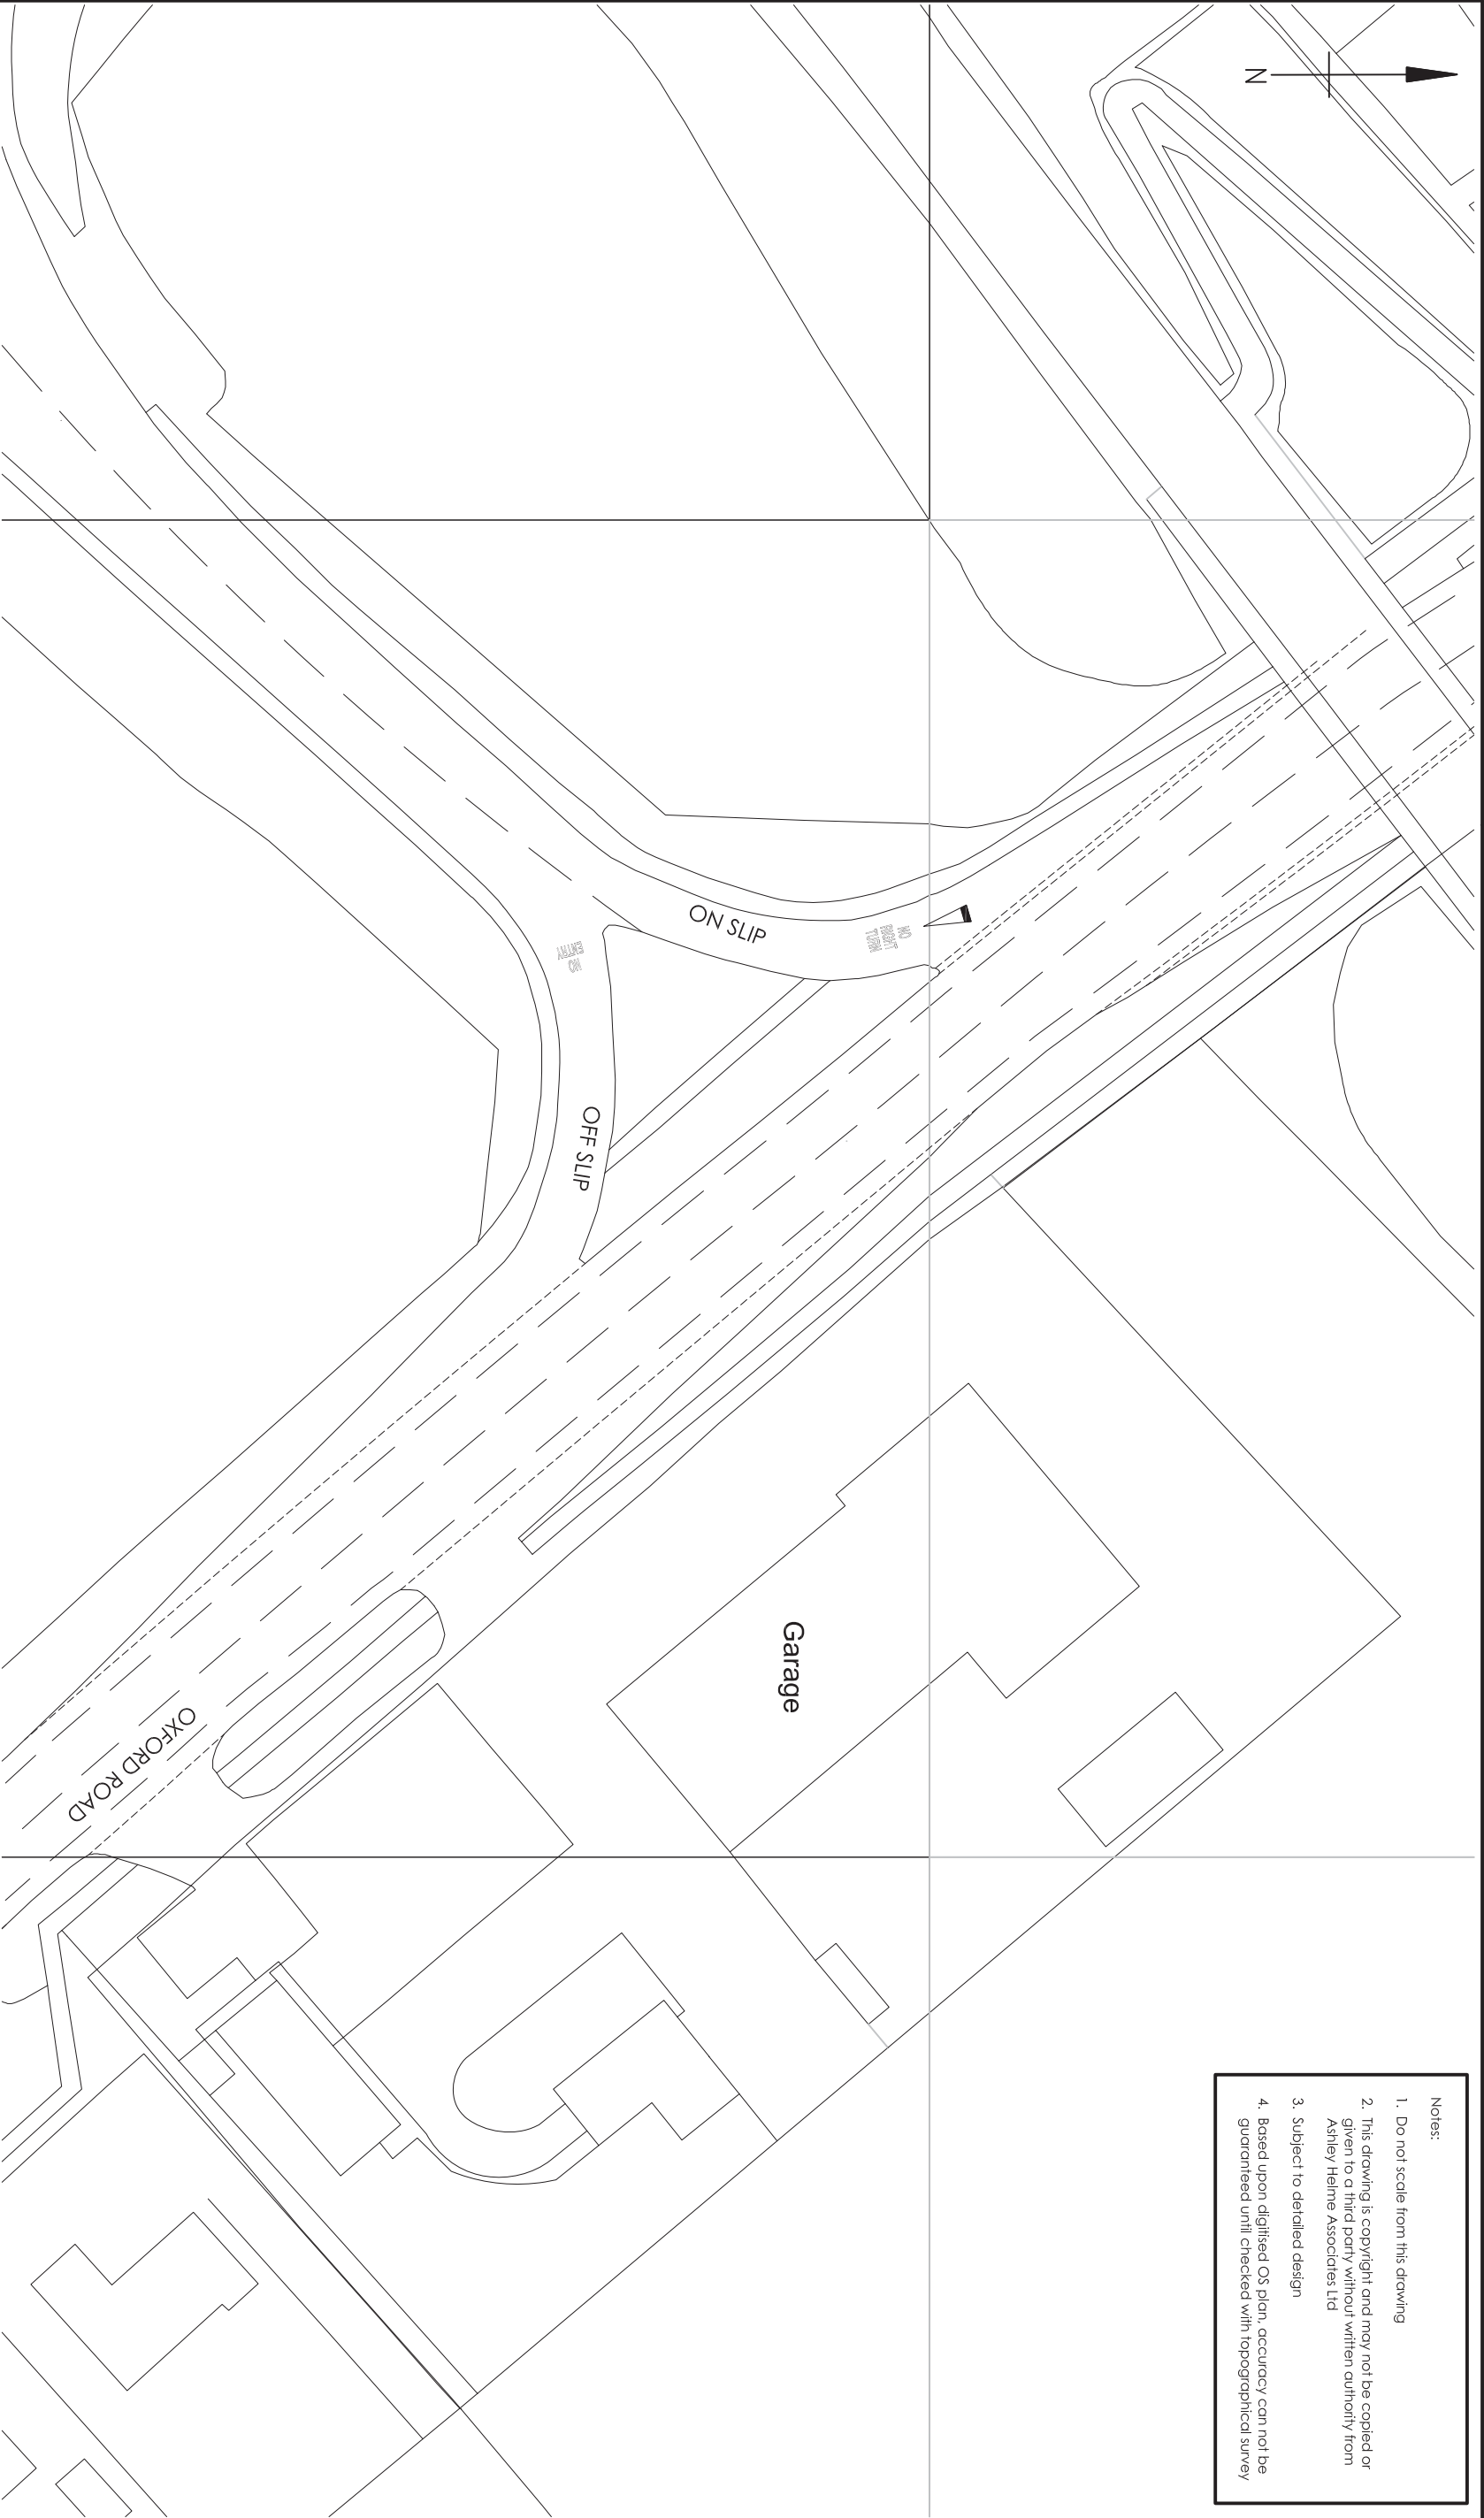 N
ON SLIP
NO
RIGHT
TURN
NO
ENTRY
OFF SLIP
Garage
OXFORD ROAD
Notes:
1. Do not scale from this drawing
2. This drawing is copyright and may not be copied or
given to a third party without written authority from
Ashley Helme Associates Ltd
3. Subject to detailed design
4. Based upon digitised OS plan, accuracy can not be
guaranteed until checked with topographical survey